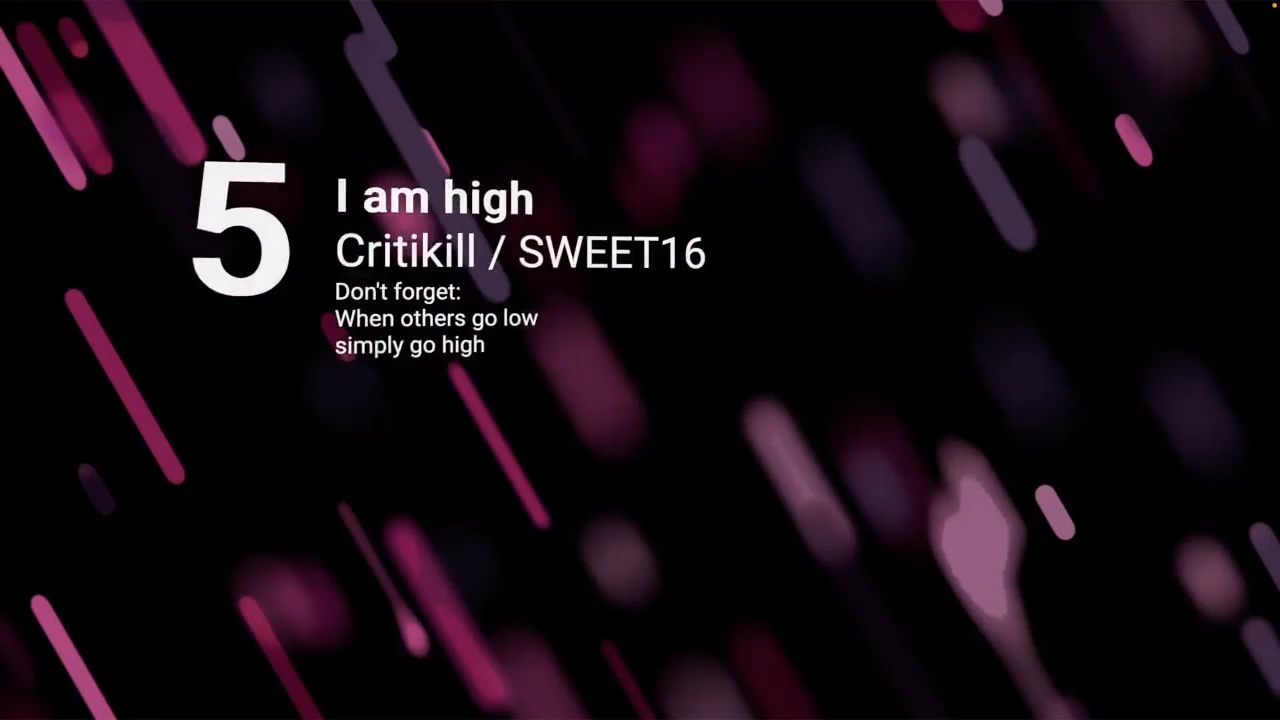 5
I am high
Critikill / SWEET16
Don't forget:
When others go low
simply go high